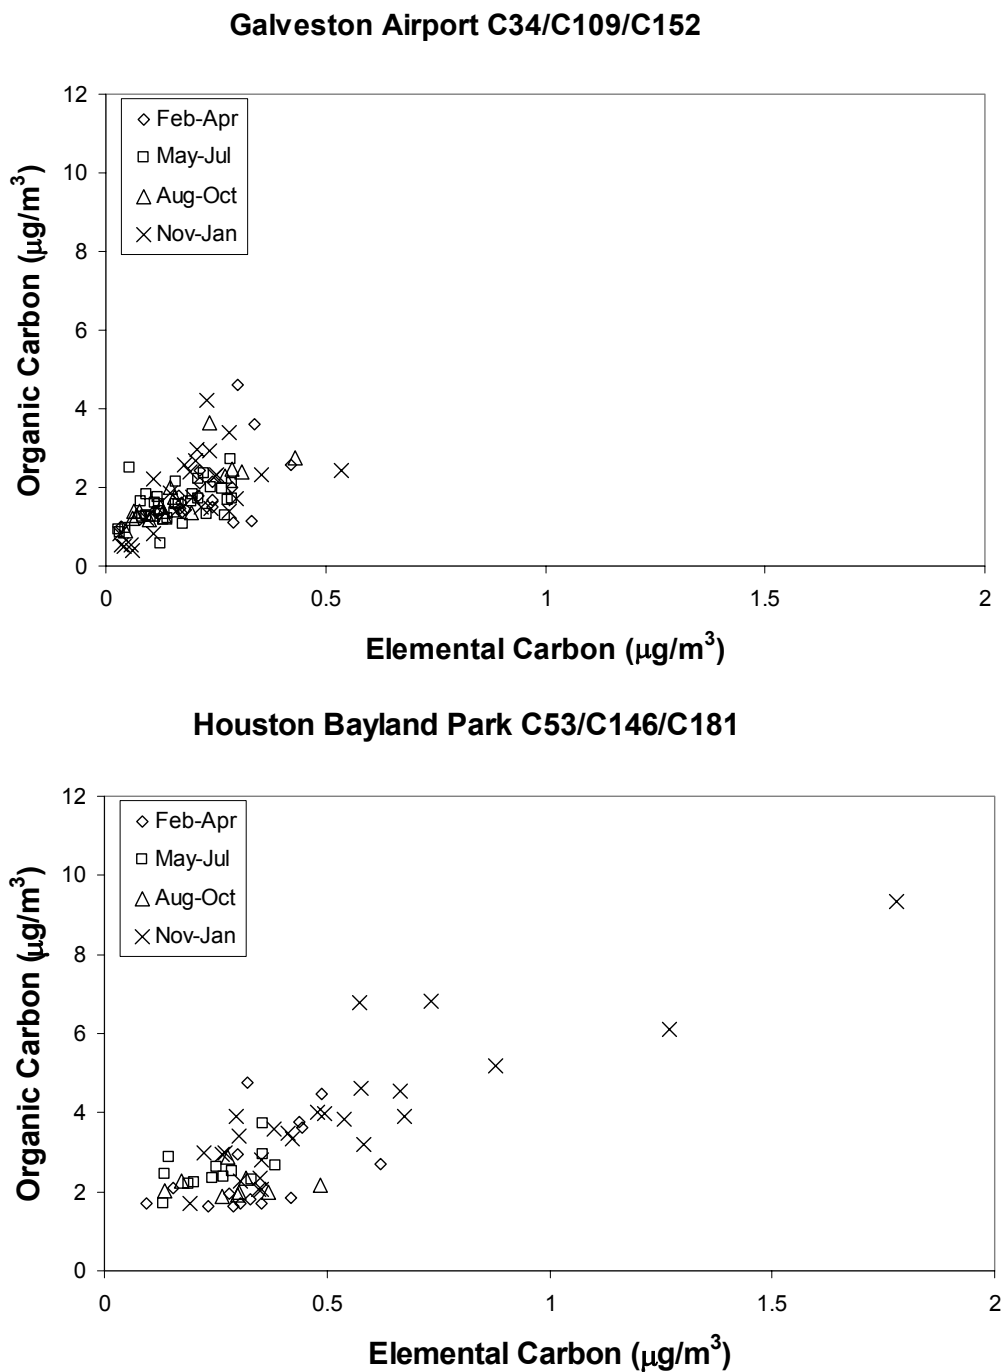 Galveston Airport C34/C109/C152
12
10
8
6
4
2
0
Organic Carbon (µg/m³)
Feb-Apr
May-Jul
Aug-Oct
Nov-Jan
0 0.5 1 1.5 2
Elemental Carbon (µg/m³)
Houston Bayland Park C53/C146/C181
12
10
8
6
4
2
0
Organic Carbon (µg/m³)
Feb-Apr
May-Jul
Aug-Oct
Nov-Jan
0 0.5 1 1.5 2
Elemental Carbon (µg/m³)